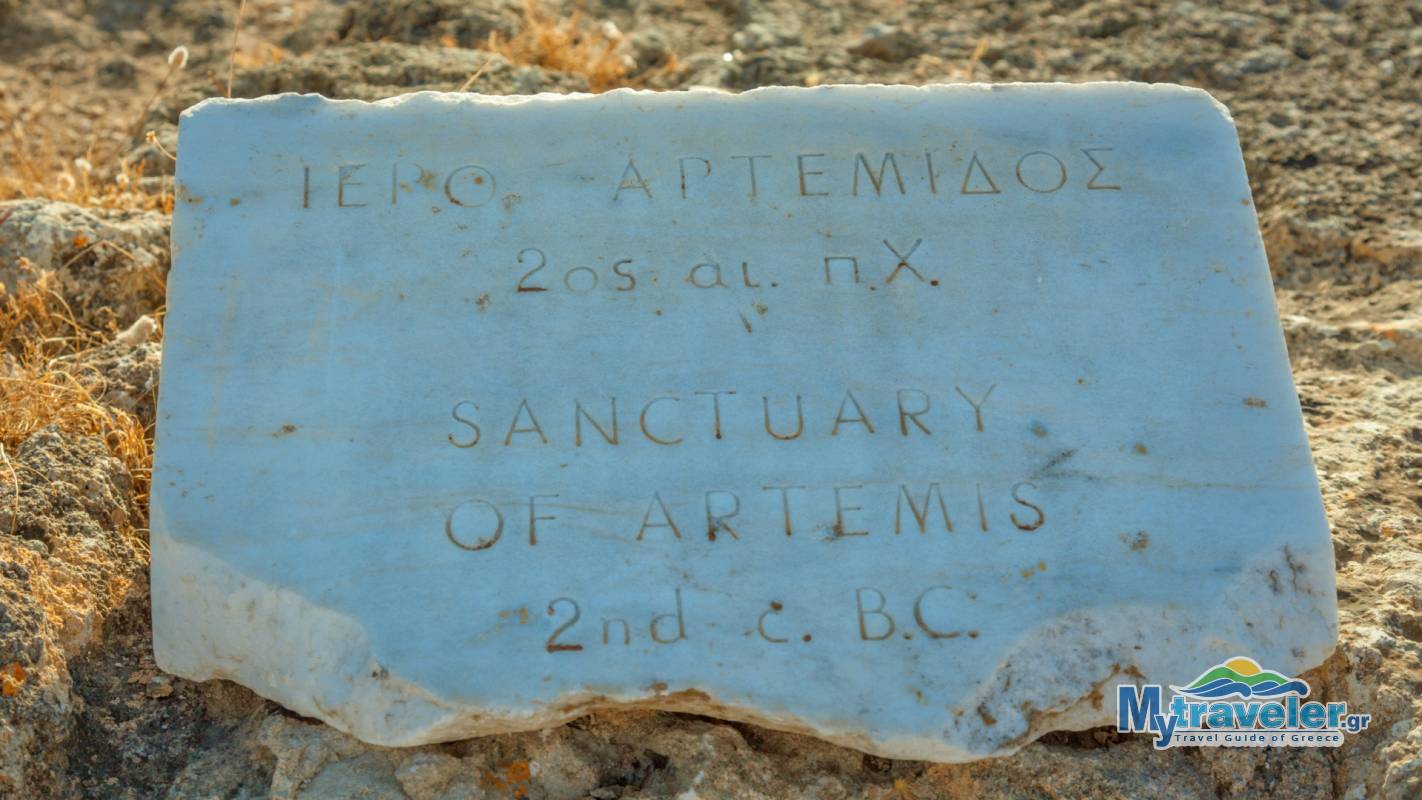 ΙΕΡΟ ΑΡΤΕΜΙΔΟΣ
2ος αι. π.Χ.
SANCTUARY
OF ARTEMIS
2nd c. B.C.
Mytraveler.gr
Travel Guide of Greece